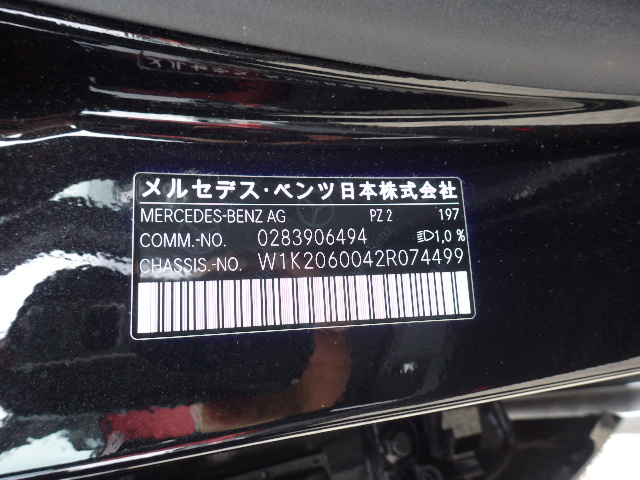 メルセデス・ベンツ日本株式会社
MERCEDES-BENZ AG PZ 2 197
COMM.-NO. 0283906494 1,0 %
CHASSIS.-NO. W1K2060042R074499